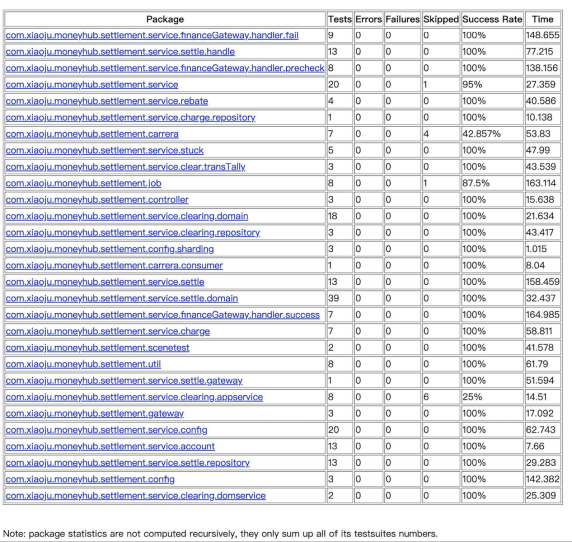 Package Tests Errors Failures Skipped Success Rate Time
com.xiaoju.moneyhub.settlement.service.financeGateway.handler.fail 9 0 0 0 100% 148.655
com.xiaoju.moneyhub.settlement.service.settle.handle 13 0 0 0 100% 77.215
com.xiaoju.moneyhub.settlement.service.financeGateway.handler.precheck 8 0 0 0 100% 138.156
com.xiaoju.moneyhub.settlement.service 20 0 0 1 95% 27.359
com.xiaoju.moneyhub.settlement.service.rebate 4 0 0 0 100% 40.586
com.xiaoju.moneyhub.settlement.service.charge.repository 1 0 0 0 100% 10.138
com.xiaoju.moneyhub.settlement.carrera 7 0 0 4 42.857% 53.83
com.xiaoju.moneyhub.settlement.service.stuck 5 0 0 0 100% 47.99
com.xiaoju.moneyhub.settlement.service.clear.transTally 3 0 0 0 100% 43.539
com.xiaoju.moneyhub.settlement.job 8 0 0 1 87.5% 163.114
com.xiaoju.moneyhub.settlement.controller 3 0 0 0 100% 15.638
com.xiaoju.moneyhub.settlement.service.clearing.domain 18 0 0 0 100% 21.634
com.xiaoju.moneyhub.settlement.service.clearing.repository 3 0 0 0 100% 43.417
com.xiaoju.moneyhub.settlement.config.sharding 3 0 0 0 100% 1.015
com.xiaoju.moneyhub.settlement.carrera.consumer 1 0 0 0 100% 8.04
com.xiaoju.moneyhub.settlement.service.settle 13 0 0 0 100% 158.459
com.xiaoju.moneyhub.settlement.service.settle.domain 39 0 0 0 100% 32.437
com.xiaoju.moneyhub.settlement.service.financeGateway.handler.success 7 0 0 0 100% 164.985
com.xiaoju.moneyhub.settlement.service.charge 7 0 0 0 100% 58.811
com.xiaoju.moneyhub.settlement.scenetest 2 0 0 0 100% 41.578
com.xiaoju.moneyhub.settlement.util 8 0 0 0 100% 61.79
com.xiaoju.moneyhub.settlement.service.settle.gateway 1 0 0 0 100% 51.594
com.xiaoju.moneyhub.settlement.service.clearing.appservice 8 0 0 6 25% 14.51
com.xiaoju.moneyhub.settlement.gateway 3 0 0 0 100% 17.092
com.xiaoju.moneyhub.settlement.service.config 20 0 0 0 100% 62.743
com.xiaoju.moneyhub.settlement.service.account 13 0 0 0 100% 7.66
com.xiaoju.moneyhub.settlement.service.settle.repository 13 0 0 0 100% 29.283
com.xiaoju.moneyhub.settlement.config 3 0 0 0 100% 142.382
com.xiaoju.moneyhub.settlement.service.clearing.domservice 2 0 0 0 100% 25.309
Note: package statistics are not computed recursively, they only sum up all of its testsuites numbers.